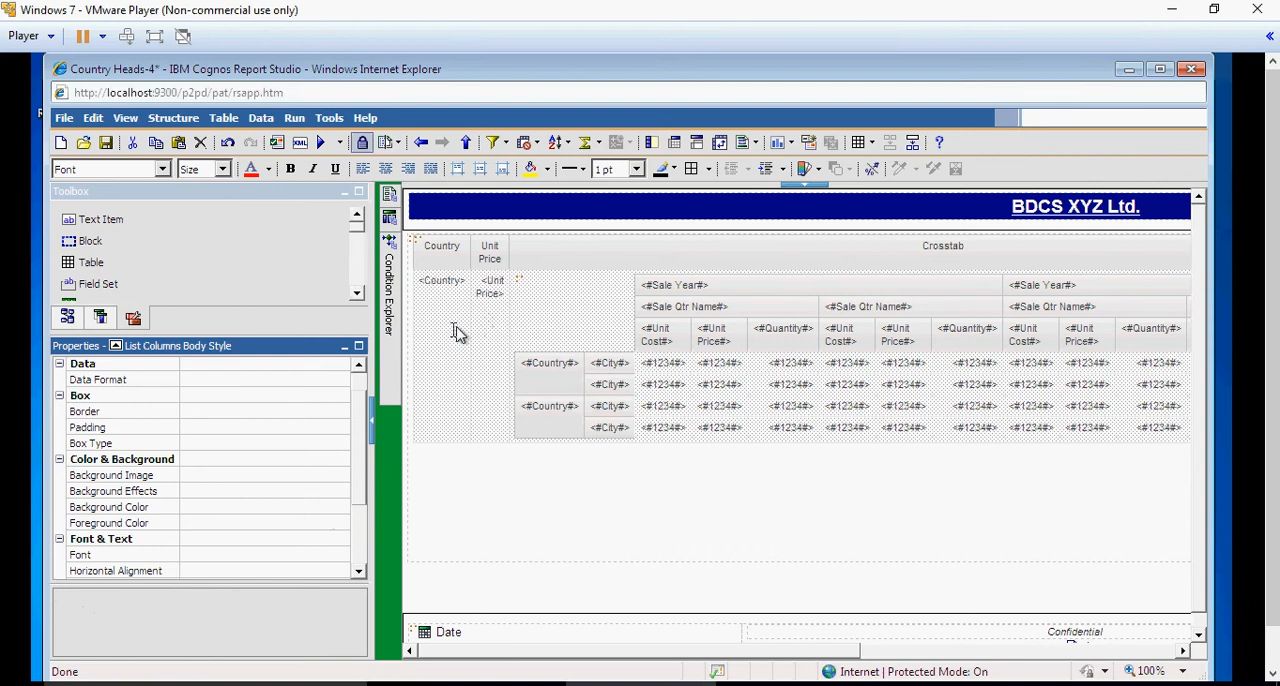 Windows 7 - VMware Player (Non-commercial use only)
Player
Country Heads-4* - IBM Cognos Report Studio - Windows Internet Explorer
http://localhost:9300/p2pd/pat/rsapp.htm
File Edit View Structure Table Data Run Tools Help
Font Size A B I U 1 pt
Toolbox
ab Text Item
Block
Table
ab Field Set
Properties - List Columns Body Style
Data
Data Format
Box
Border
Padding
Box Type
Color & Background
Background Image
Background Effects
Background Color
Foreground Color
Font & Text
Font
Horizontal Alignment
Condition Explorer
BDCS XYZ Ltd.
Country Unit Price Crosstab
<Country> <Unit Price>
<#Sale Year#> <#Sale Year#>
<#Sale Qtr Name#> <#Sale Qtr Name#> <#Sale Qtr Name#>
<#Unit Cost#> <#Unit Price#> <#Quantity#> <#Unit Cost#> <#Unit Price#> <#Quantity#> <#Unit Cost#> <#Unit Price#> <#Quantity#>
<#Country#> <#City#> <#1234#> <#1234#> <#1234#> <#1234#> <#1234#> <#1234#> <#1234#> <#1234#> <#1234#>
<#City#> <#1234#> <#1234#> <#1234#> <#1234#> <#1234#> <#1234#> <#1234#> <#1234#> <#1234#>
<#Country#> <#City#> <#1234#> <#1234#> <#1234#> <#1234#> <#1234#> <#1234#> <#1234#> <#1234#> <#1234#>
<#City#> <#1234#> <#1234#> <#1234#> <#1234#> <#1234#> <#1234#> <#1234#> <#1234#> <#1234#>
Date
Confidential
Done
Internet | Protected Mode: On
100%